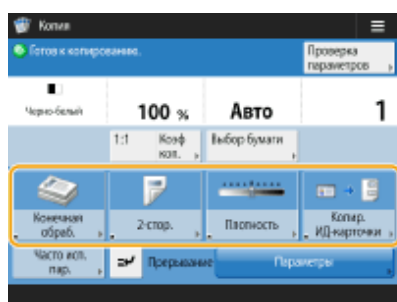 Копия
Готов к копированию.
Проверка
параметров
Черно-белый
100 %
Авто
1
1:1
Коэф
коп.
Выбор бумаги
Конечная
обраб.
2-стор.
Плотность
Копир.
ИД-карточки
Часто исп.
пар.
Прерывание
Параметры